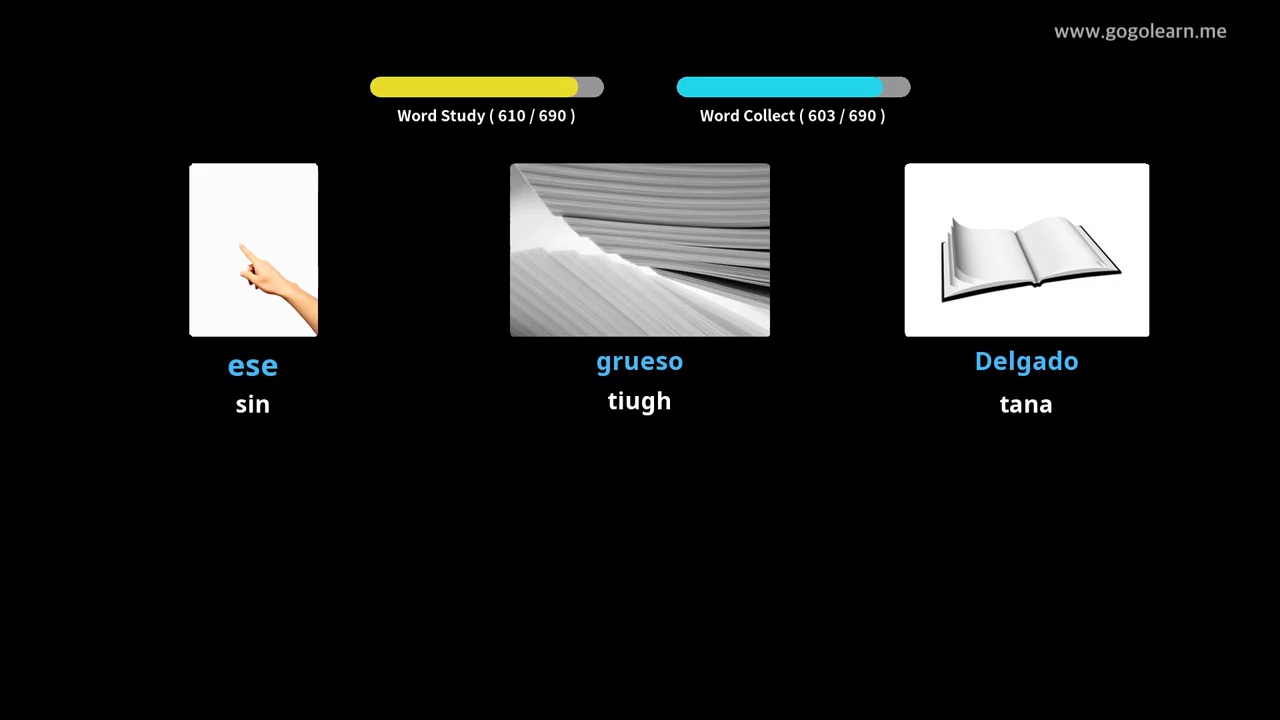 www.gogolearn.me
Word Study ( 610 / 690 )
Word Collect ( 603 / 690 )
ese
sin
grueso
tiugh
Delgado
tana